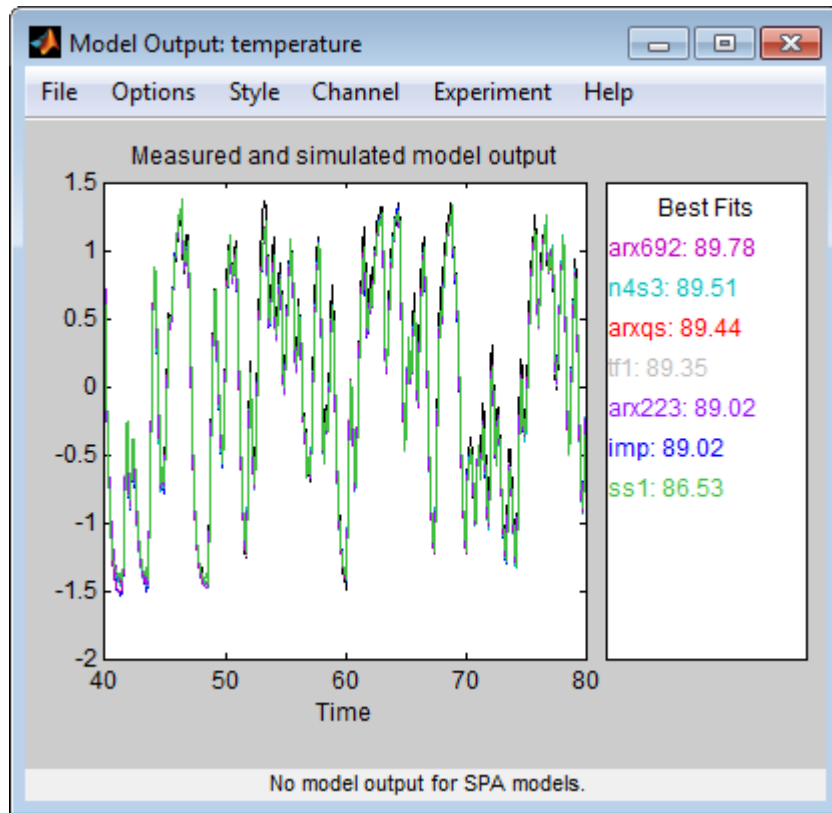 Model Output: temperature
File Options Style Channel Experiment Help
Measured and simulated model output
1.5
1
0.5
0
-0.5
-1
-1.5
-2
40 50 60 70 80
Time
Best Fits
arx692: 89.78
n4s3: 89.51
arxqs: 89.44
tf1: 89.35
arx223: 89.02
imp: 89.02
ss1: 86.53
No model output for SPA models.